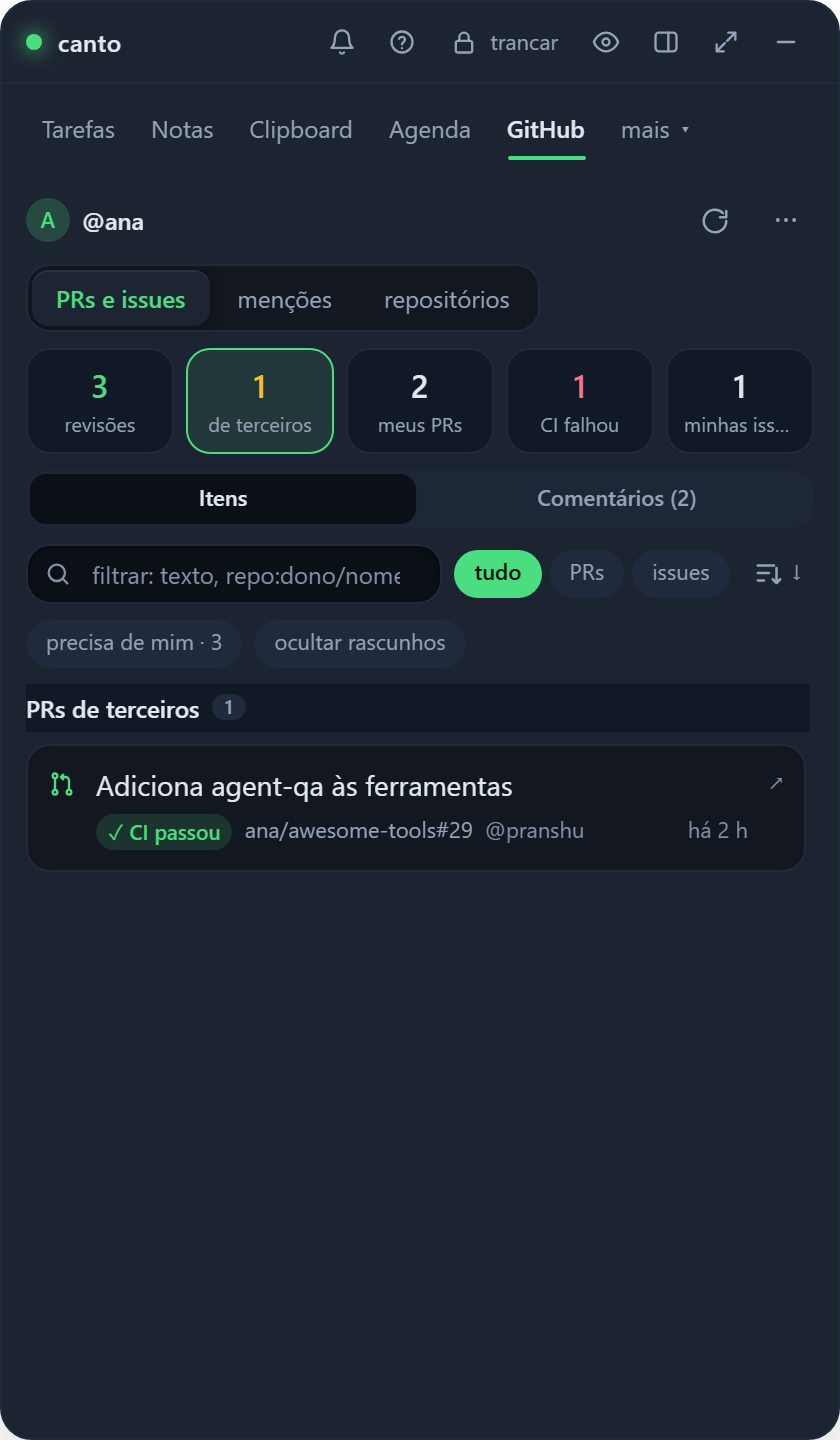 canto
trancar
Tarefas Notas Clipboard Agenda GitHub mais ▾
A @ana
PRs e issues menções repositórios
3 1 2 1 1
revisões de terceiros meus PRs CI falhou minhas iss...
Itens Comentários (2)
filtrar: texto, repo:dono/nome tudo PRs issues ↓
precisa de mim · 3 ocultar rascunhos
PRs de terceiros 1
Adiciona agent-qa às ferramentas ↗
✓ CI passou ana/awesome-tools#29 @pranshu há 2 h